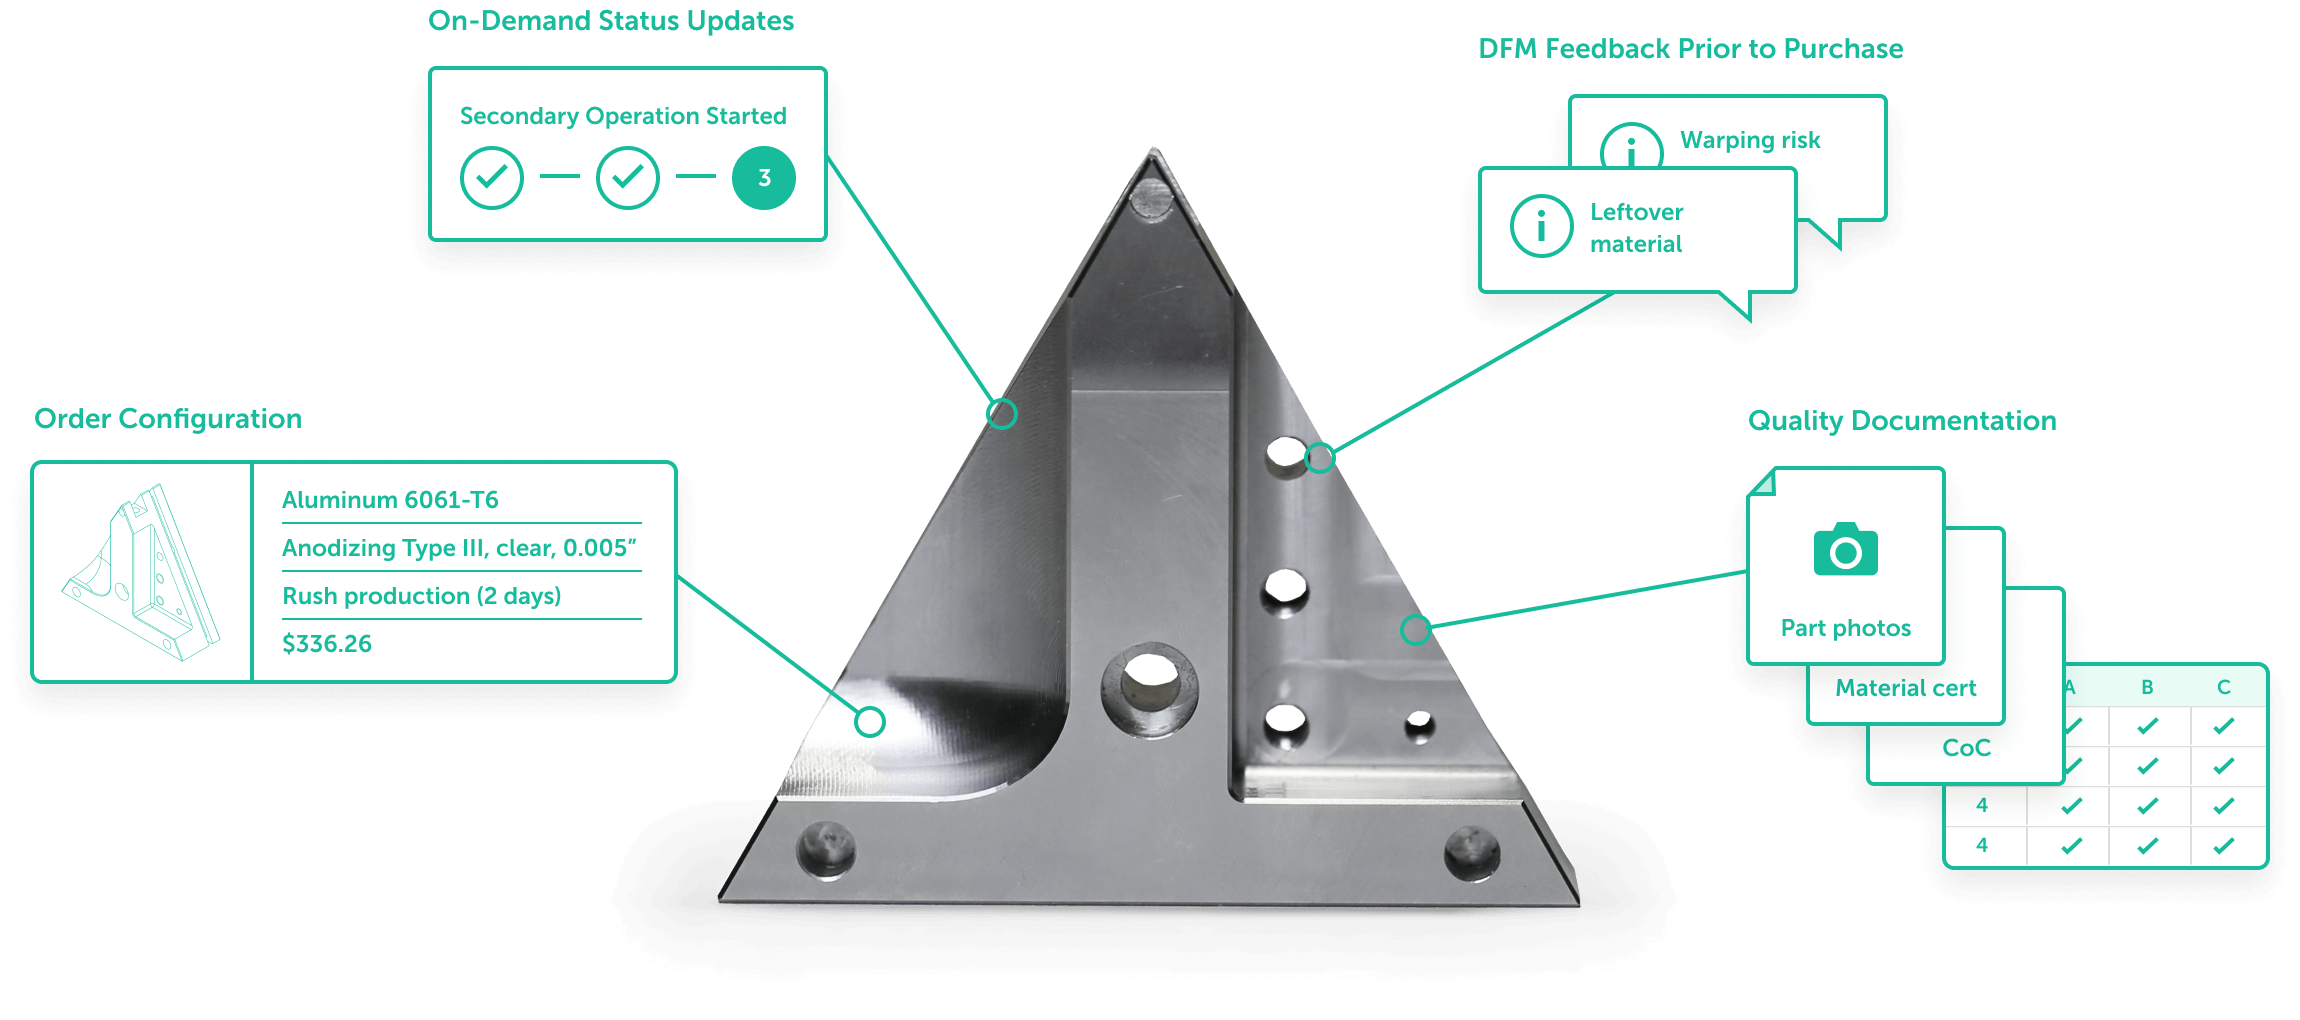 On-Demand Status Updates
Secondary Operation Started
3
DFM Feedback Prior to Purchase
Warping risk
Leftover
material
Order Configuration
Aluminum 6061-T6
Anodizing Type III, clear, 0.005”
Rush production (2 days)
$336.26
Quality Documentation
Part photos
Material cert
CoC
A B C
4
4